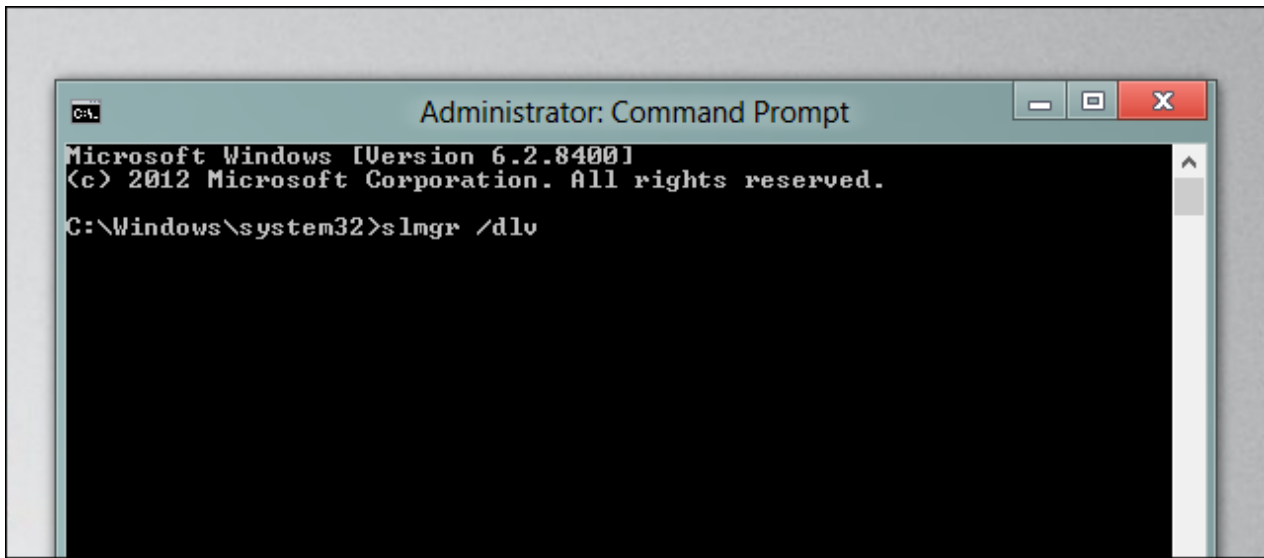 Administrator: Command Prompt
Microsoft Windows [Version 6.2.8400]
(c) 2012 Microsoft Corporation. All rights reserved.
C:\Windows\system32>slmgr /dlv